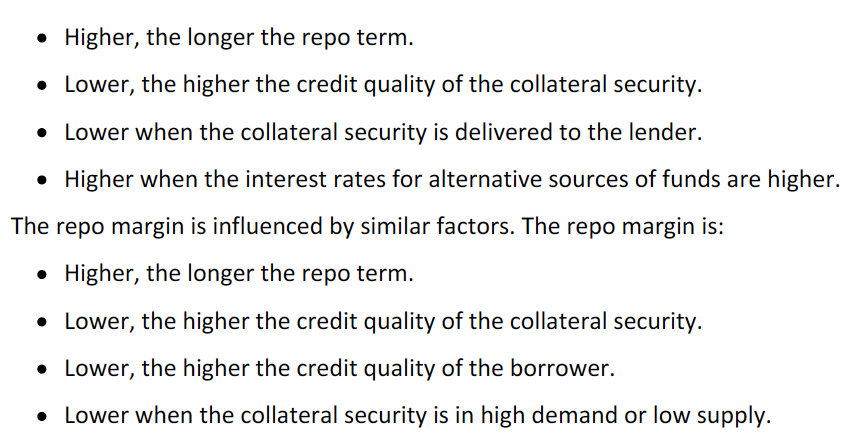 • Higher, the longer the repo term.
• Lower, the higher the credit quality of the collateral security.
• Lower when the collateral security is delivered to the lender.
• Higher when the interest rates for alternative sources of funds are higher.
The repo margin is influenced by similar factors. The repo margin is:
• Higher, the longer the repo term.
• Lower, the higher the credit quality of the collateral security.
• Lower, the higher the credit quality of the borrower.
• Lower when the collateral security is in high demand or low supply.